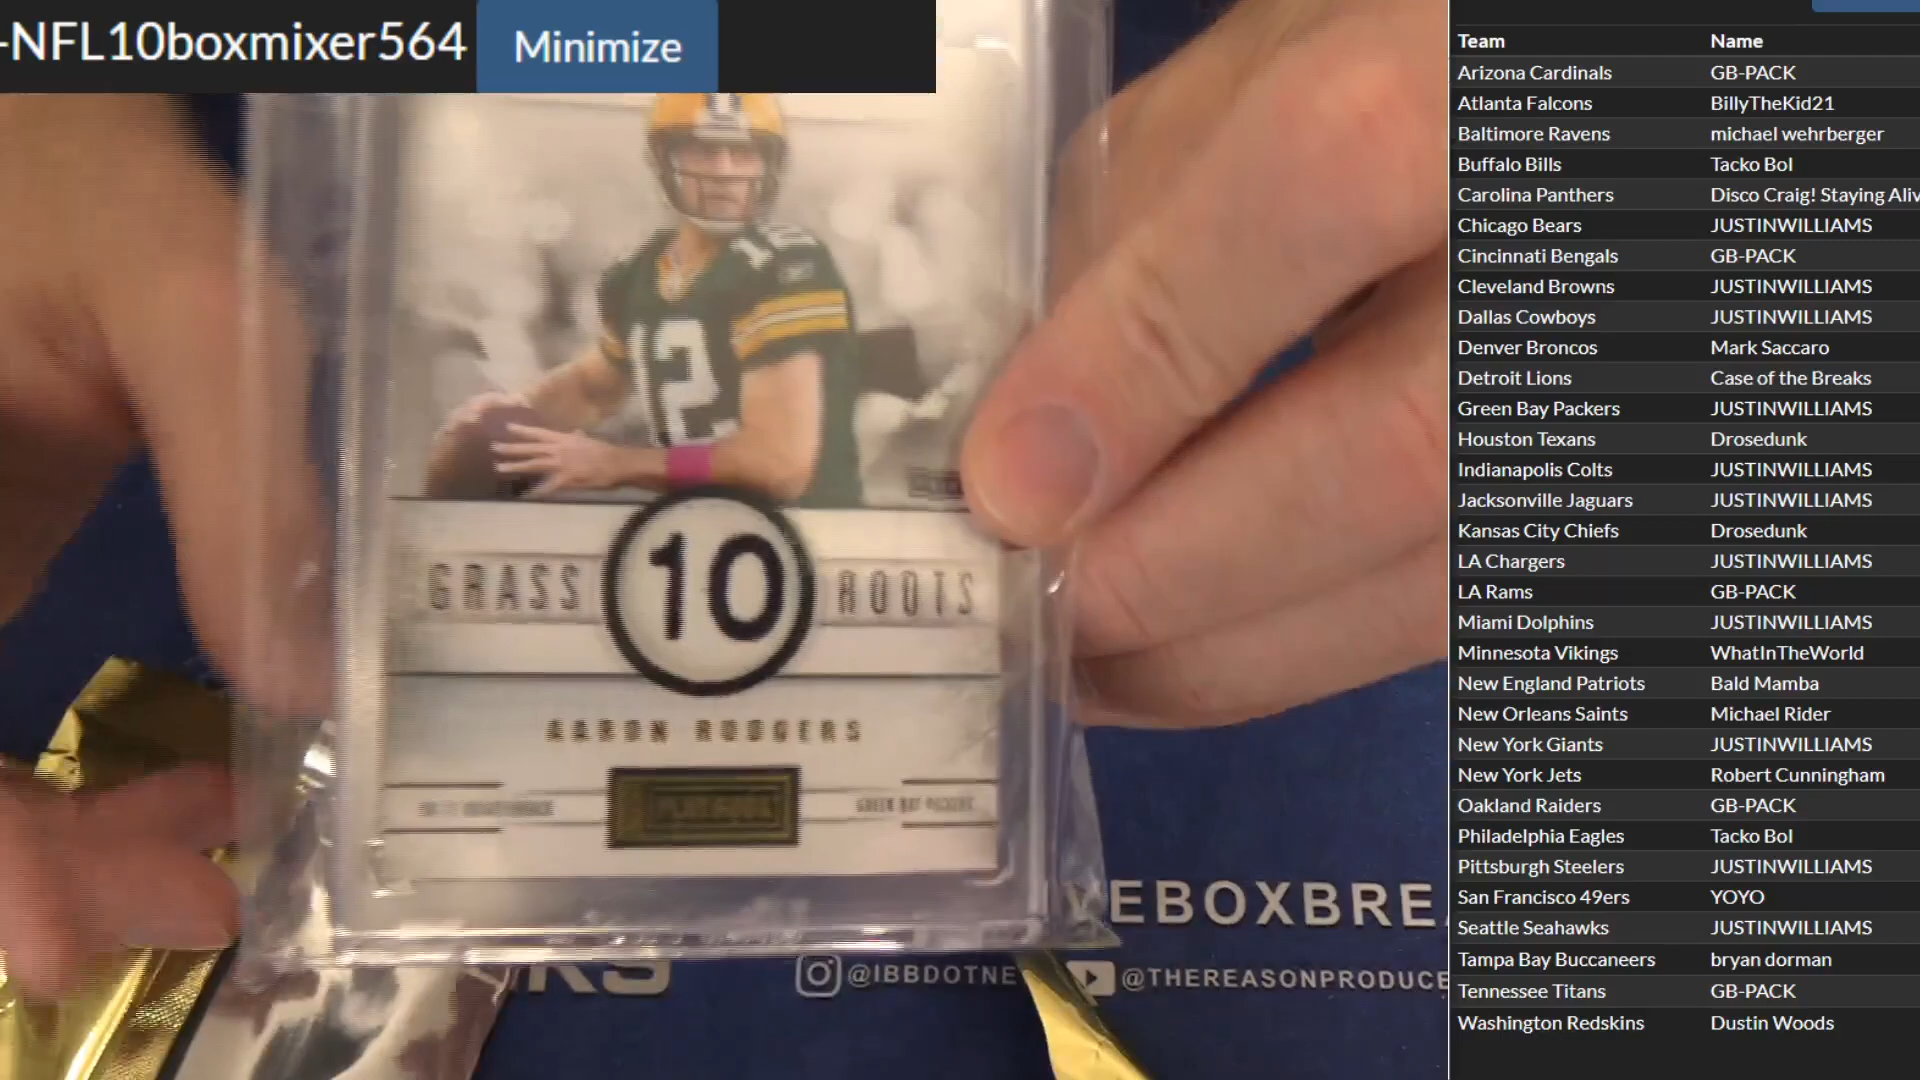 -NFL10boxmixer564
Minimize
12
12
GRASS 10 ROOTS
AARON RODGERS
GREEN BAY PACKERS
EBOXBRE
KS
@IBBDOTNE
@THEREASONPRODUCE
Team Name
Arizona Cardinals GB-PACK
Atlanta Falcons BillyTheKid21
Baltimore Ravens michael wehrberger
Buffalo Bills Tacko Bol
Carolina Panthers Disco Craig! Staying Aliv
Chicago Bears JUSTINWILLIAMS
Cincinnati Bengals GB-PACK
Cleveland Browns JUSTINWILLIAMS
Dallas Cowboys JUSTINWILLIAMS
Denver Broncos Mark Saccaro
Detroit Lions Case of the Breaks
Green Bay Packers JUSTINWILLIAMS
Houston Texans Drosedunk
Indianapolis Colts JUSTINWILLIAMS
Jacksonville Jaguars JUSTINWILLIAMS
Kansas City Chiefs Drosedunk
LA Chargers JUSTINWILLIAMS
LA Rams GB-PACK
Miami Dolphins JUSTINWILLIAMS
Minnesota Vikings WhatInTheWorld
New England Patriots Bald Mamba
New Orleans Saints Michael Rider
New York Giants JUSTINWILLIAMS
New York Jets Robert Cunningham
Oakland Raiders GB-PACK
Philadelphia Eagles Tacko Bol
Pittsburgh Steelers JUSTINWILLIAMS
San Francisco 49ers YOYO
Seattle Seahawks JUSTINWILLIAMS
Tampa Bay Buccaneers bryan dorman
Tennessee Titans GB-PACK
Washington Redskins Dustin Woods